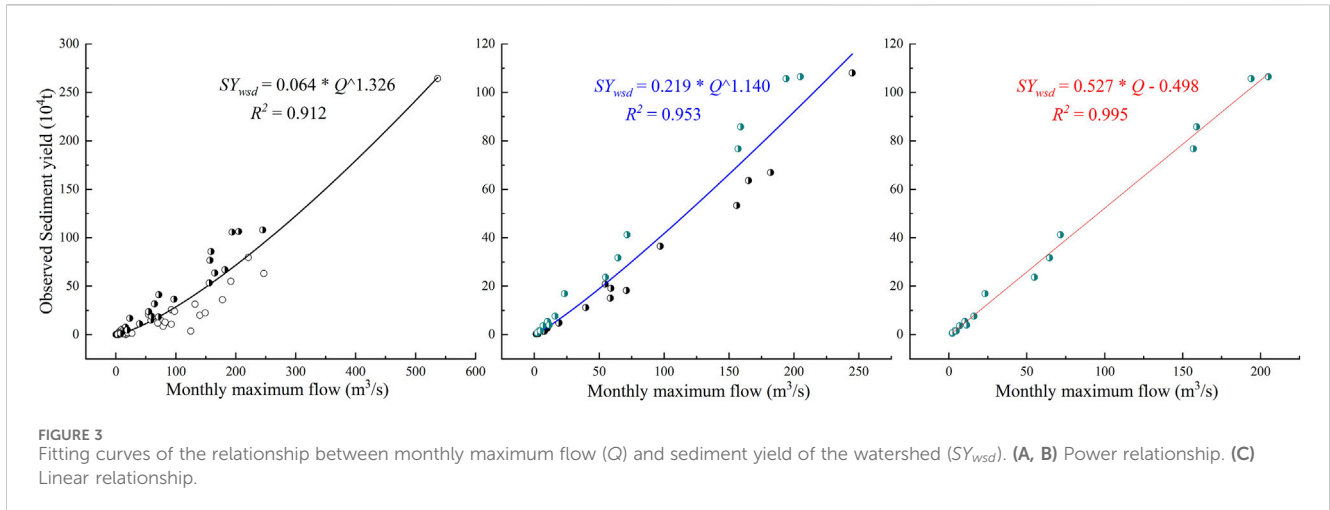 Observed Sediment yield (10⁴t)
300
250
200
150
100
50
0
SY_wsd = 0.064 * Q^1.326
R² = 0.912
0 100 200 300 400 500 600
Monthly maximum flow (m³/s)
120
100
80
60
40
20
0
SY_wsd = 0.219 * Q^1.140
R² = 0.953
0 50 100 150 200 250
Monthly maximum flow (m³/s)
120
100
80
60
40
20
0
SY_wsd = 0.527 * Q - 0.498
R² = 0.995
0 50 100 150 200
Monthly maximum flow (m³/s)
FIGURE 3
Fitting curves of the relationship between monthly maximum flow (Q) and sediment yield of the watershed (SY_wsd). (A, B) Power relationship. (C)
Linear relationship.